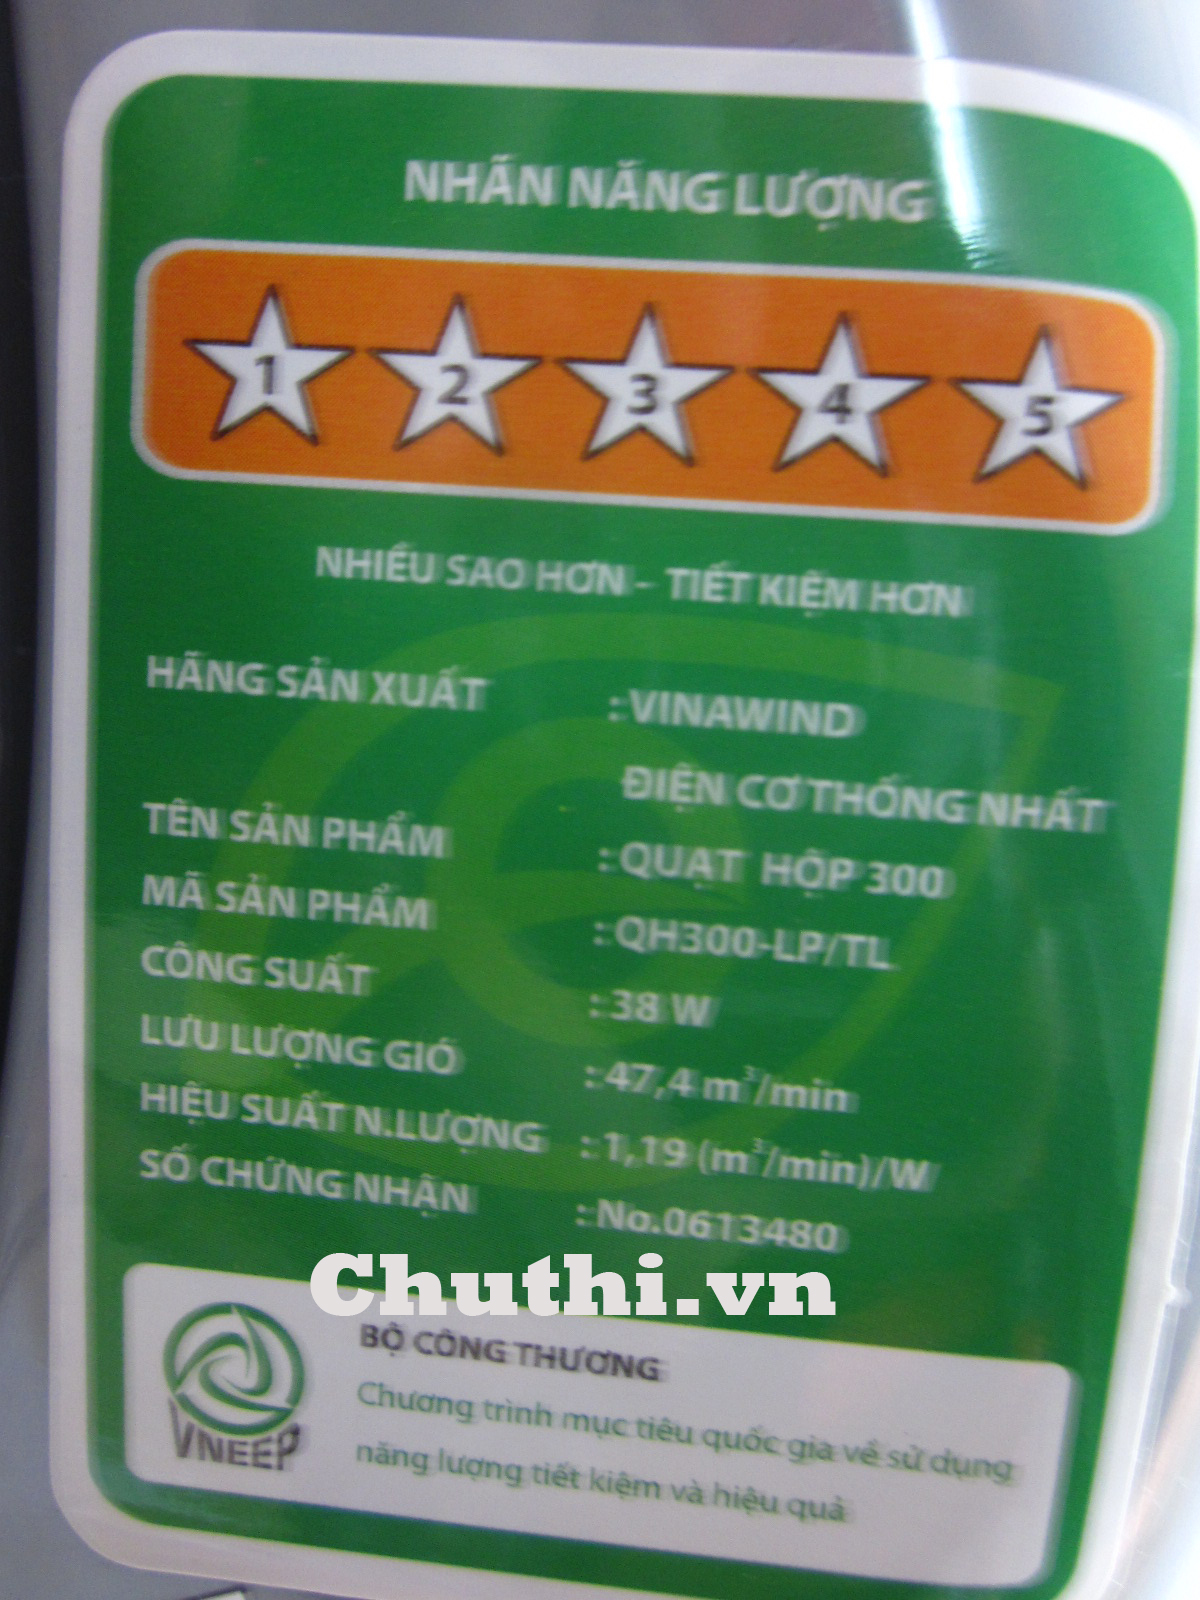 NHÃN NĂNG LƯỢNG
1 2 3 4 5
NHIỀU SAO HƠN - TIẾT KIỆM HƠN
HÃNG SẢN XUẤT : VINAWIND
ĐIỆN CƠ THỐNG NHẤT
TÊN SẢN PHẨM : QUẠT HỘP 300
MÃ SẢN PHẨM : QH300-LP/TL
CÔNG SUẤT : 38 W
LƯU LƯỢNG GIÓ : 47,4 m³/min
HIỆU SUẤT N.LƯỢNG : 1,19 (m³/min)/W
SỐ CHỨNG NHẬN : No.0613480
Chuthi.vn
BỘ CÔNG THƯƠNG
Chương trình mục tiêu quốc gia về sử dụng
năng lượng tiết kiệm và hiệu quả
VNEEP